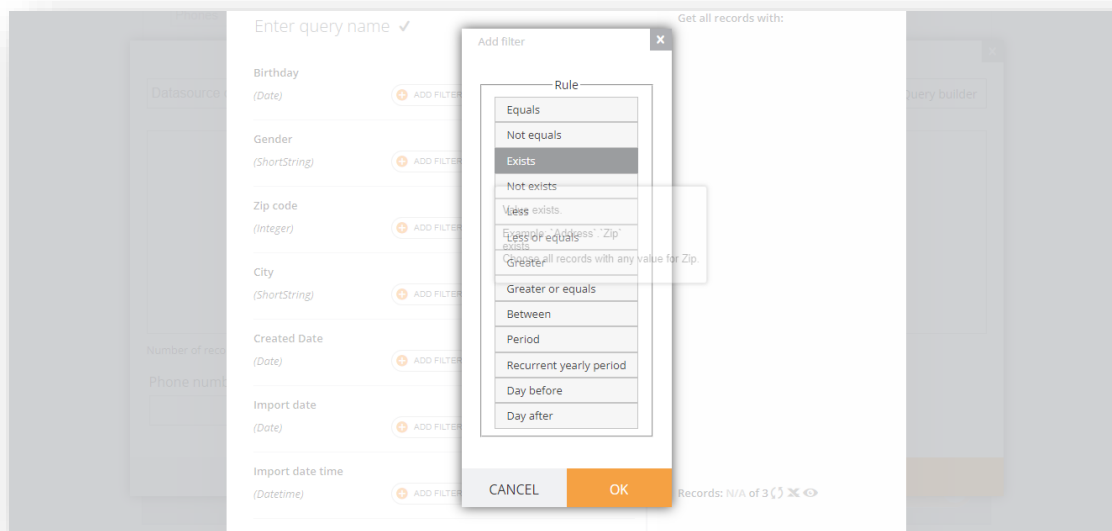 Enter query name
Get all records with:
Add filter
x
Birthday
(Date)
ADD FILTER
Datasource
Query builder
Rule
Equals
Not equals
Exists
Not exists
Less
Less or equals
Greater
Greater or equals
Between
Period
Recurrent yearly period
Day before
Day after
Value exists.
Example: `Address`.`Zip`
exists
Choose all records with any value for Zip.
Gender
(ShortString)
ADD FILTER
Zip code
(Integer)
ADD FILTER
City
(ShortString)
ADD FILTER
Created Date
(Date)
ADD FILTER
Number of reco
Phone numb
Import date
(Date)
ADD FILTER
Import date time
(Datetime)
ADD FILTER
CANCEL
OK
Records: N/A of 3